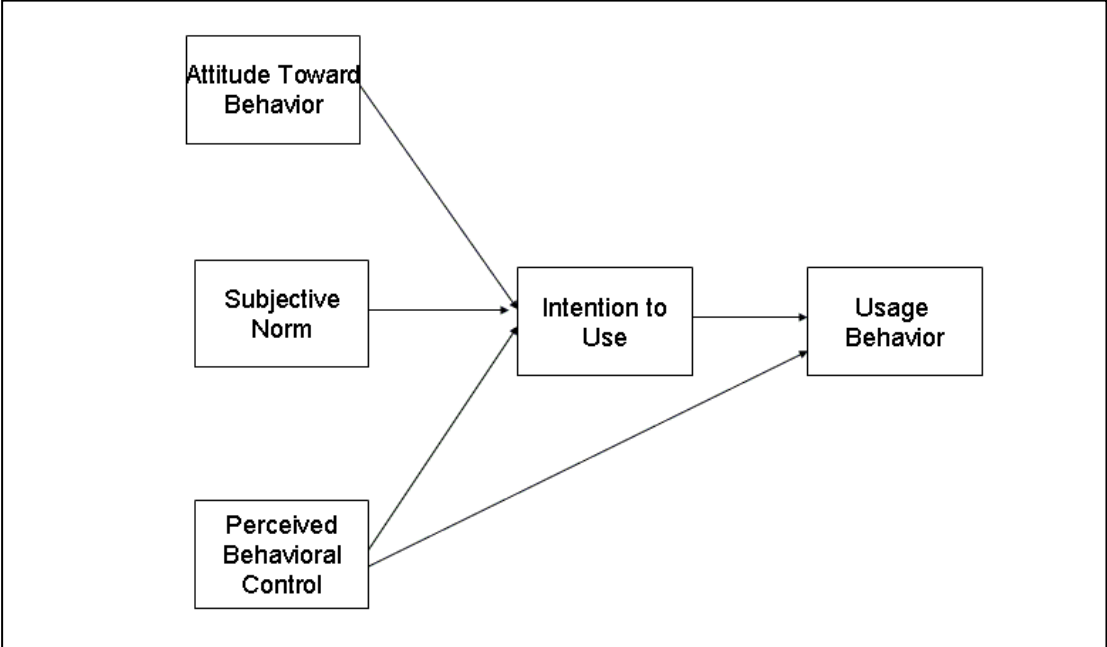 Attitude Toward
Behavior
Subjective
Norm
Intention to
Use
Usage
Behavior
Perceived
Behavioral
Control